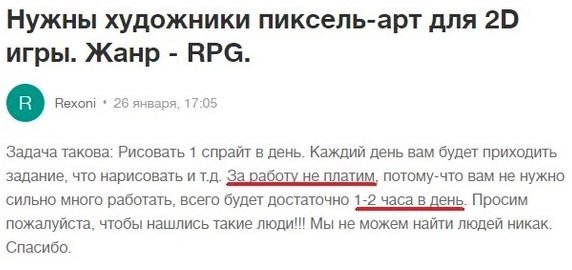 Нужны художники пиксель-арт для 2D
игры. Жанр - RPG.
R
Rexoni • 26 января, 17:05
Задача такова: Рисовать 1 спрайт в день. Каждий день вам будет приходить
задание, что нарисовать и т.д. За работу не платим, потому-что вам не нужно
сильно много работать, всего будет достаточно 1-2 часа в день. Просим
пожалуйста, чтобы нашлись такие люди!!! Мы не можем найти людей никак.
Спасибо.